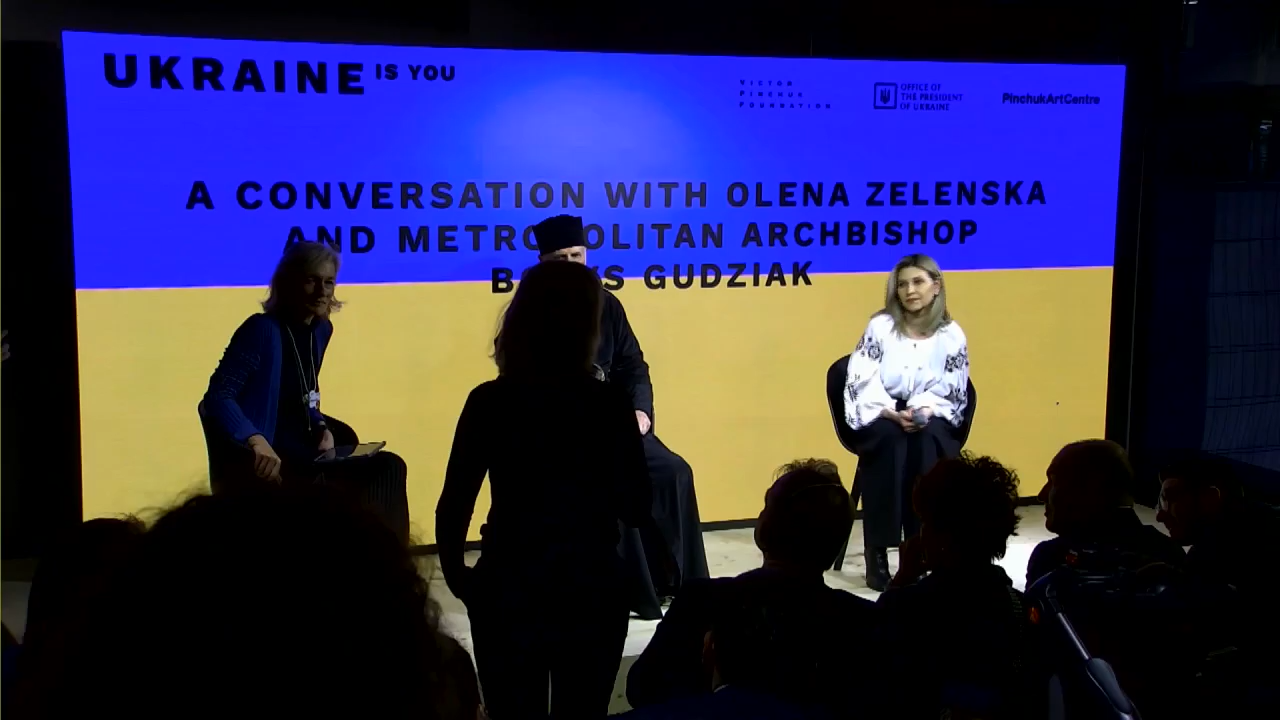 UKRAINE IS YOU
VICTOR
PINCHUK
FOUNDATION
OFFICE OF
THE PRESIDENT
OF UKRAINE
PinchukArtCentre
A CONVERSATION WITH OLENA ZELENSKA
AND METROPOLITAN ARCHBISHOP
GUDZIAK